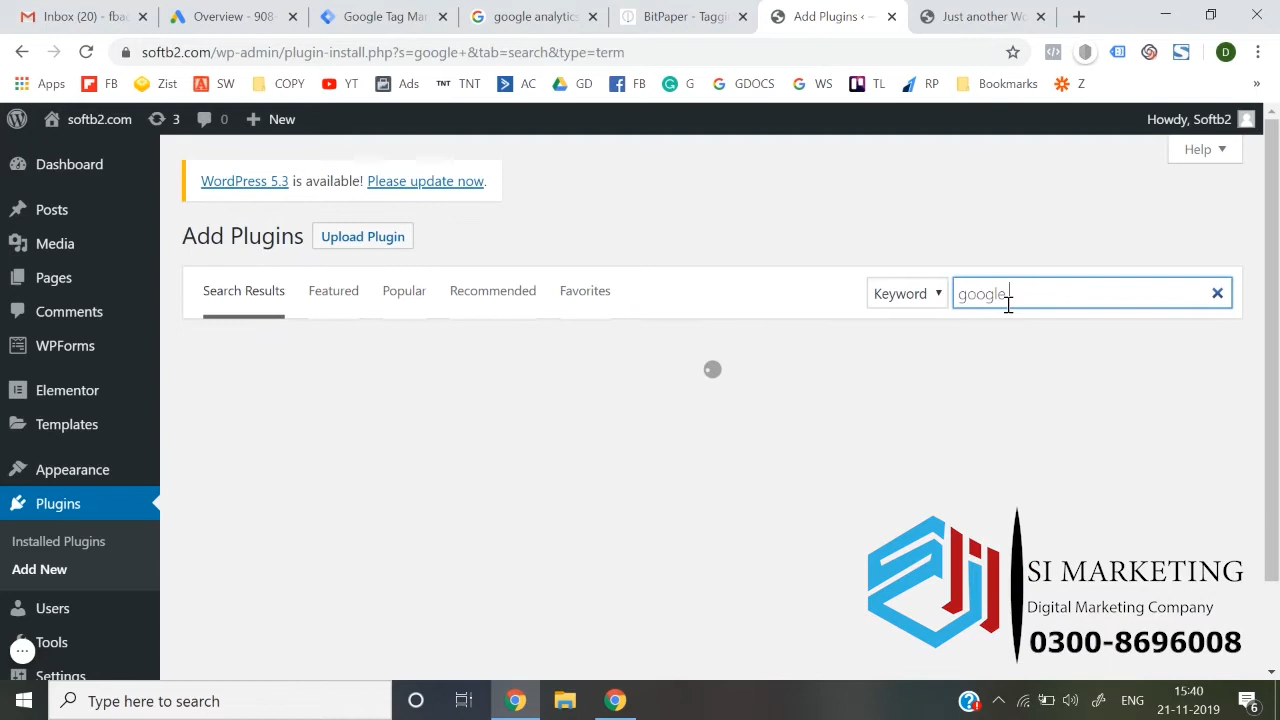 Inbox (20) - fba
Overview - 908-
Google Tag Mar
google analytics
BitPaper - Taggi
Add Plugins ‹
Just another Wo
softb2.com/wp-admin/plugin-install.php?s=google+&tab=search&type=term
D
Apps FB Zist SW COPY YT Ads TNT TNT AC GD FB G GDOCS WS TL RP Bookmarks Z »
softb2.com 3 0 New Howdy, Softb2
Dashboard
Posts
Media
Pages
Comments
WPForms
Elementor
Templates
Appearance
Plugins
Installed Plugins
Add New
Users
Tools
Settings
Help
WordPress 5.3 is available! Please update now.
Add Plugins Upload Plugin
Search Results Featured Popular Recommended Favorites Keyword google
SI MARKETING
Digital Marketing Company
0300-8696008
Type here to search
ENG
15:40
21-11-2019
6